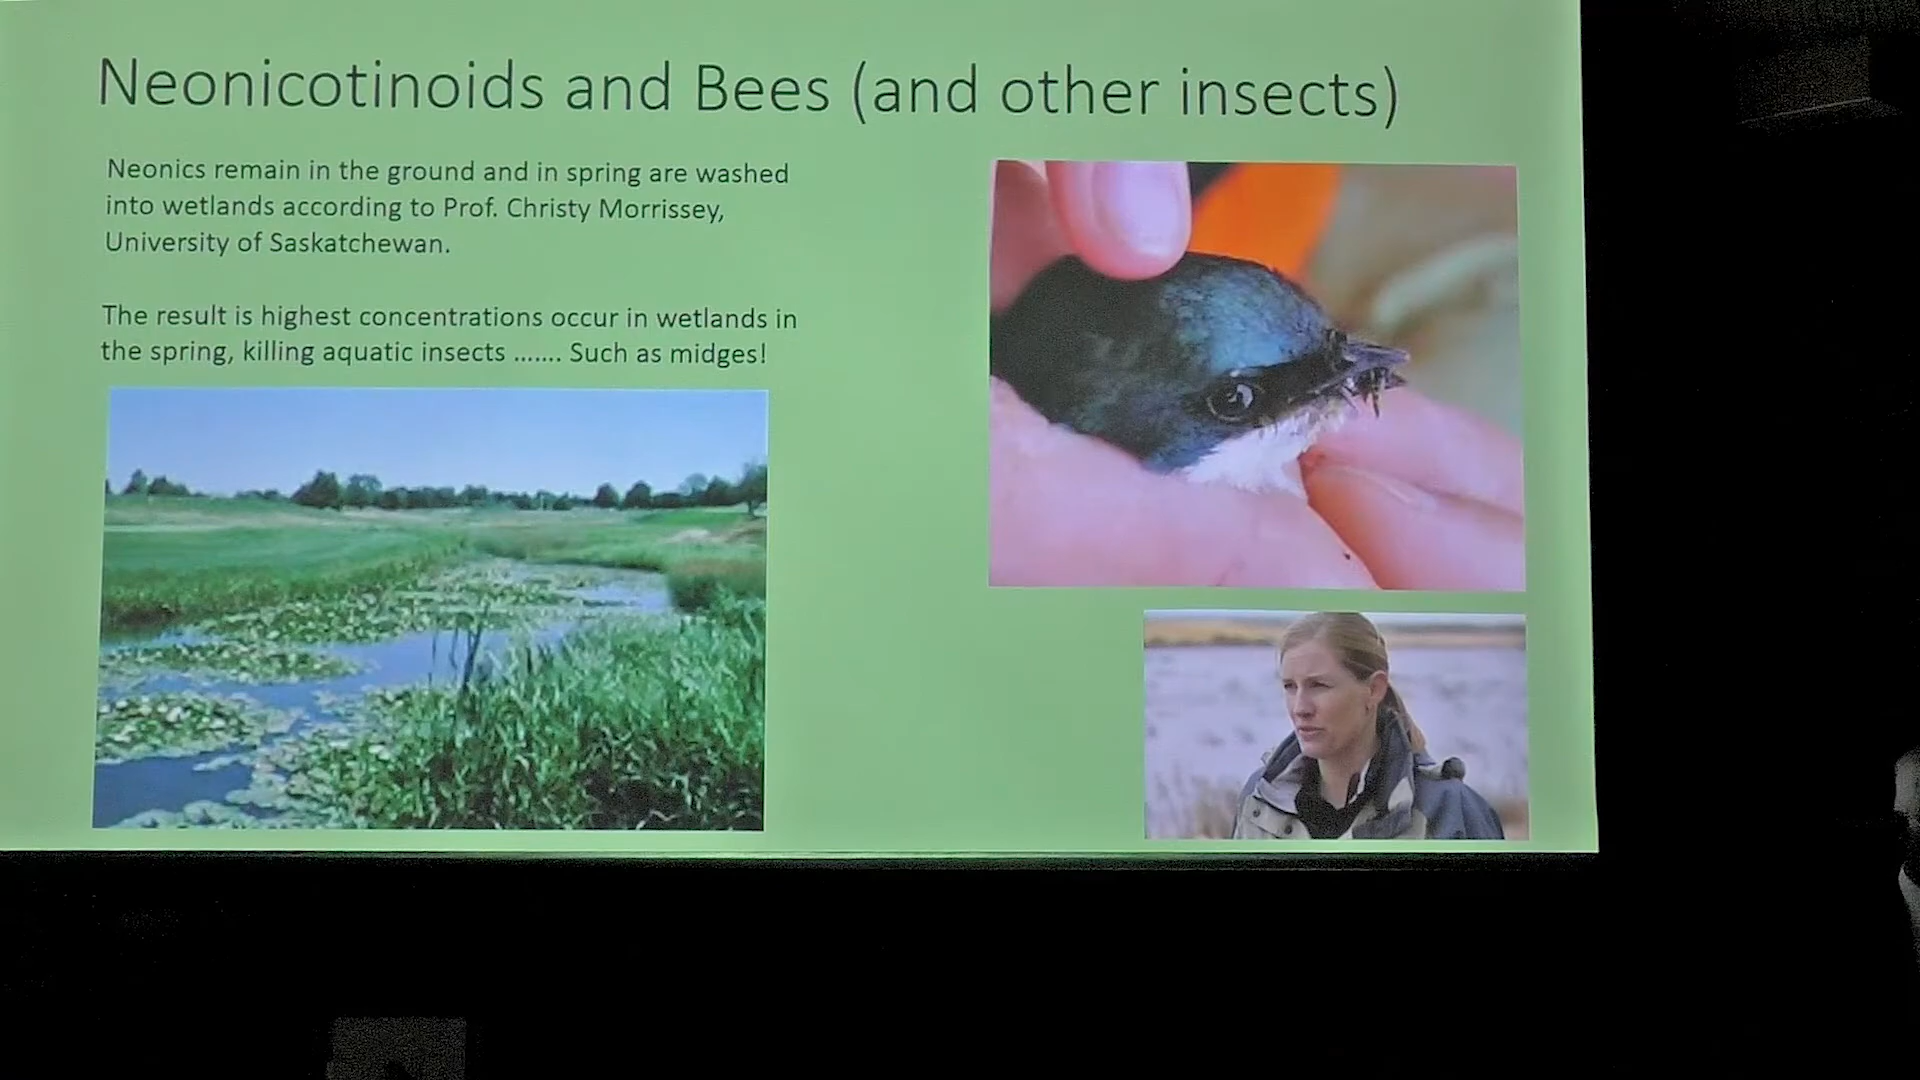 Neonicotinoids and Bees (and other insects)
Neonics remain in the ground and in spring are washed
into wetlands according to Prof. Christy Morrissey,
University of Saskatchewan.
The result is highest concentrations occur in wetlands in
the spring, killing aquatic insects ....... Such as midges!